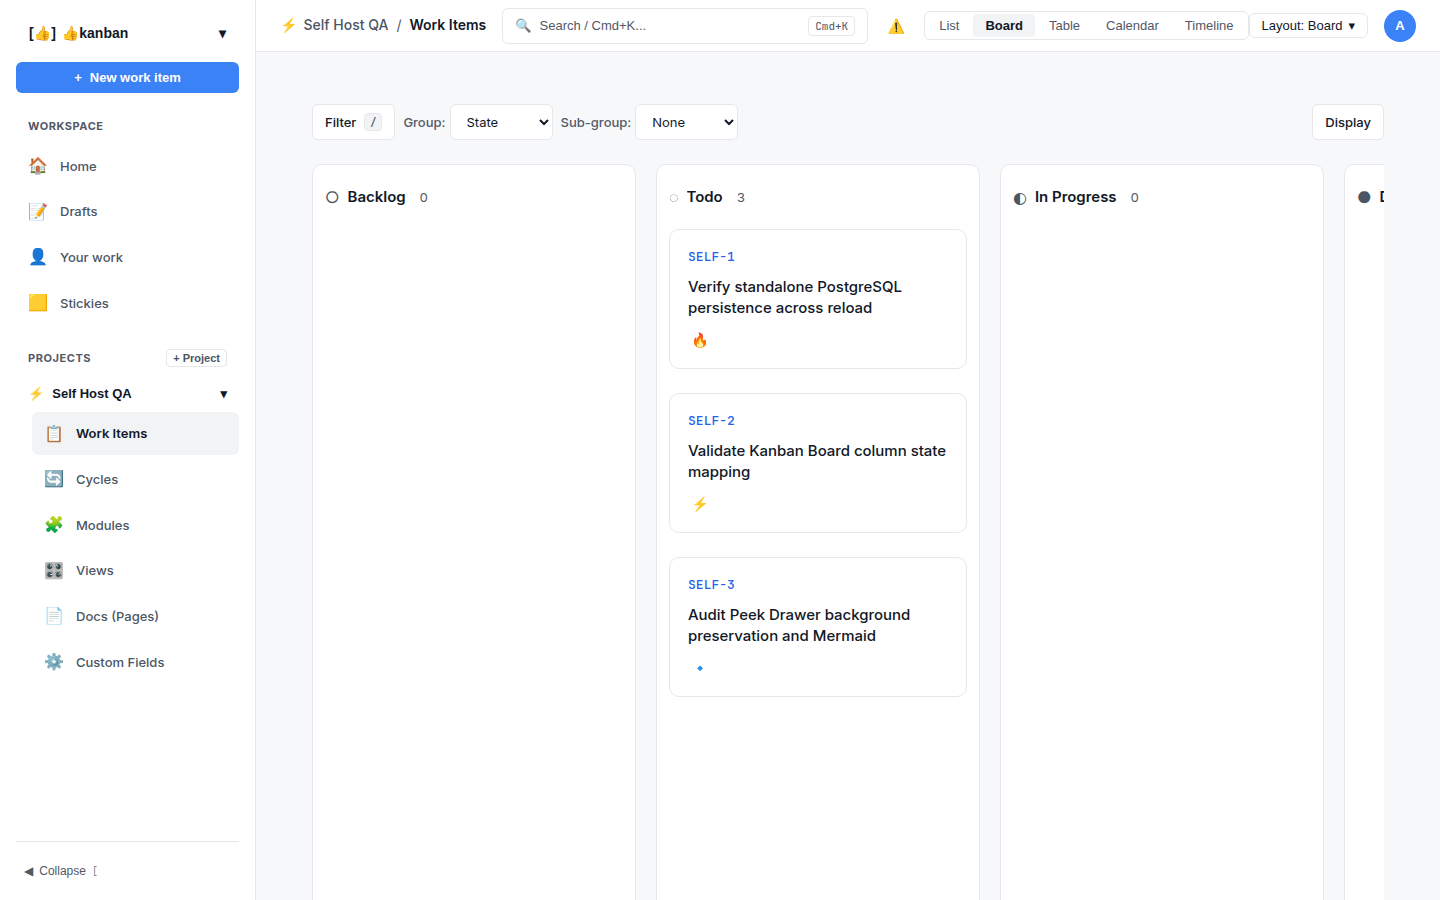 [👍] 👍kanban ▼
+ New work item
WORKSPACE
🏠 Home
📝 Drafts
👤 Your work
🟨 Stickies
PROJECTS + Project
⚡ Self Host QA ▼
📋 Work Items
🔄 Cycles
🧩 Modules
🎛️ Views
📄 Docs (Pages)
⚙️ Custom Fields
◀ Collapse [
⚡ Self Host QA / Work Items
🔍 Search / Cmd+K... Cmd+K
⚠️
List Board Table Calendar Timeline
Layout: Board ▼
A
Filter /
Group: State
Sub-group: None
Display
Backlog 0
Todo 3
SELF-1
Verify standalone PostgreSQL
persistence across reload
🔥
SELF-2
Validate Kanban Board column state
mapping
⚡
SELF-3
Audit Peek Drawer background
preservation and Mermaid
🔹
◐ In Progress 0
●